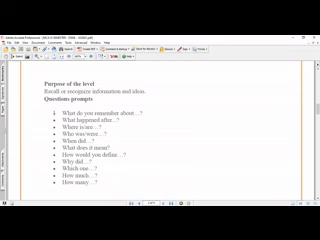 Purpose of the level
Recall or recognize information and ideas.
Questions prompts
What do you remember about…?
What happened after…?
Where is/are…?
Who was/were…?
When did…?
What does it mean?
How would you define…?
Why did…?
Which one…?
How much…?
How many…?